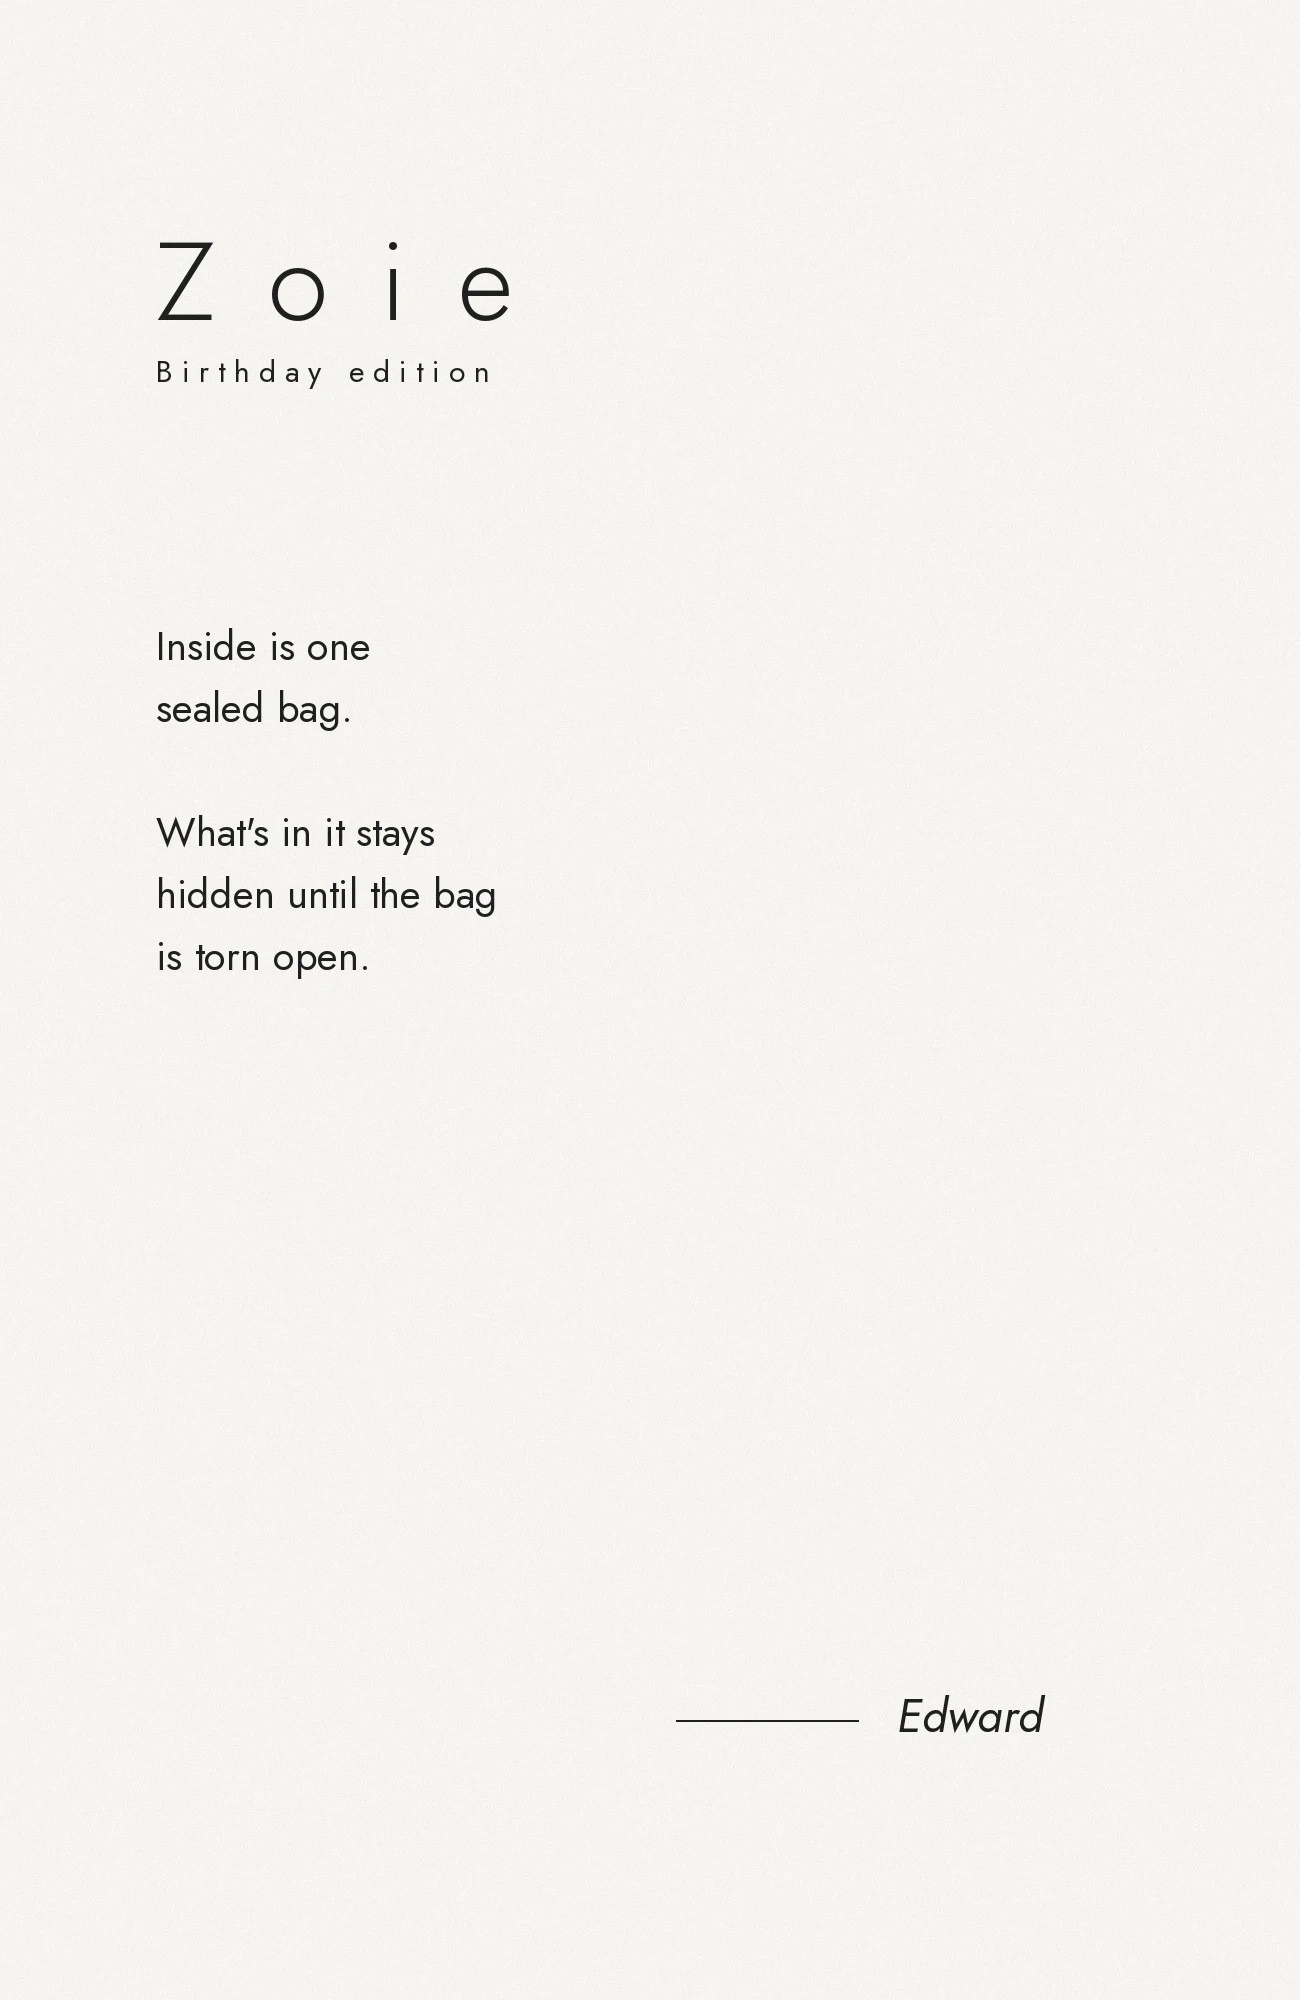 Zoie
Birthday edition
Inside is one
sealed bag.
What's in it stays
hidden until the bag
is torn open.
Edward